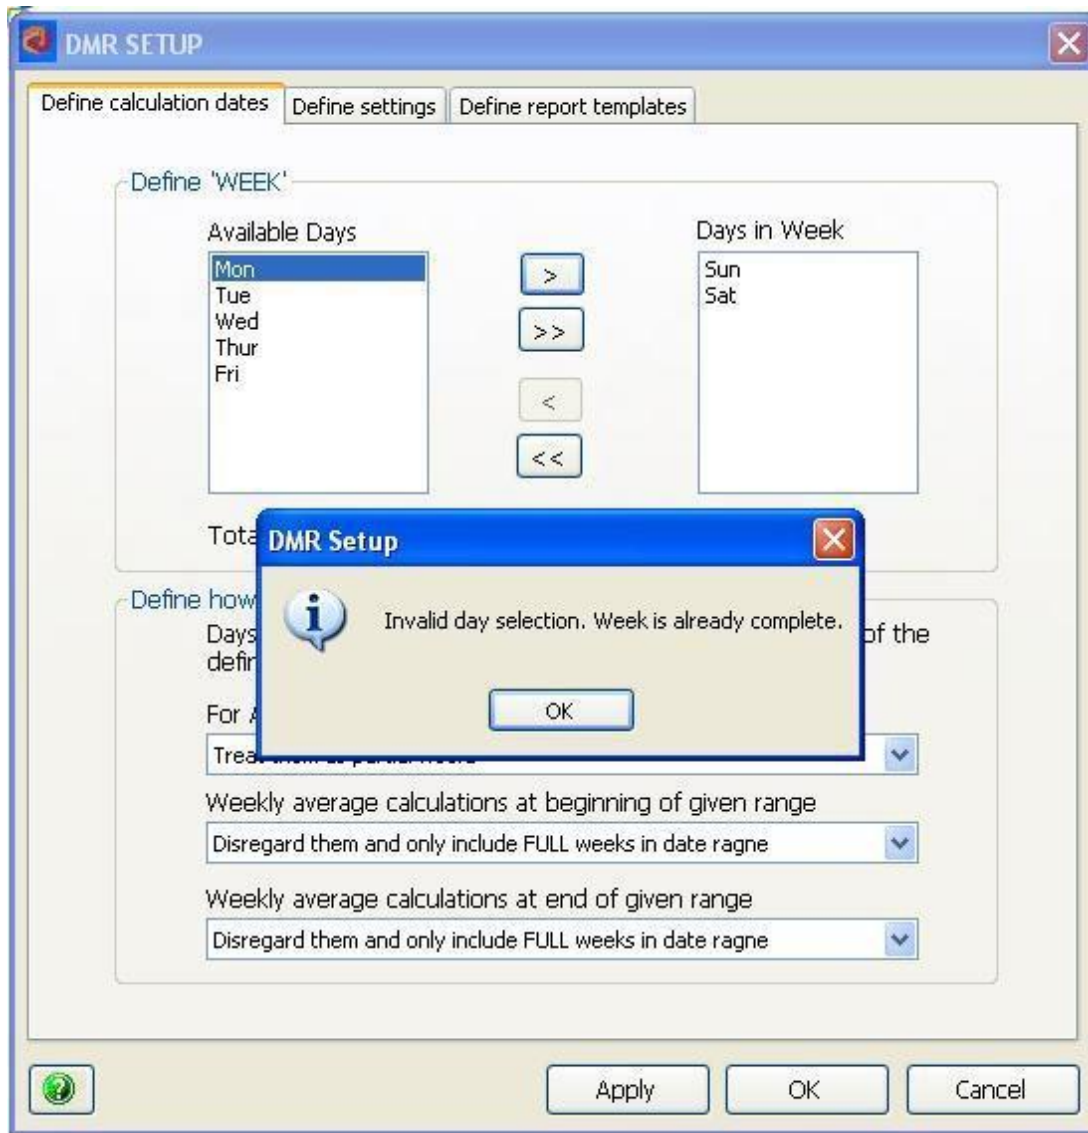 DMR SETUP
Define calculation dates
Define settings
Define report templates
Define 'WEEK'
Available Days
Days in Week
Mon
Tue
Wed
Thur
Fri
>
>>
<
<<
Sun
Sat
Tota
DMR Setup
Invalid day selection. Week is already complete.
OK
Define how
Days
of the
defin
For A
Treat them as partial
Weekly average calculations at beginning of given range
Disregard them and only include FULL weeks in date ragne
Weekly average calculations at end of given range
Disregard them and only include FULL weeks in date ragne
Apply
OK
Cancel